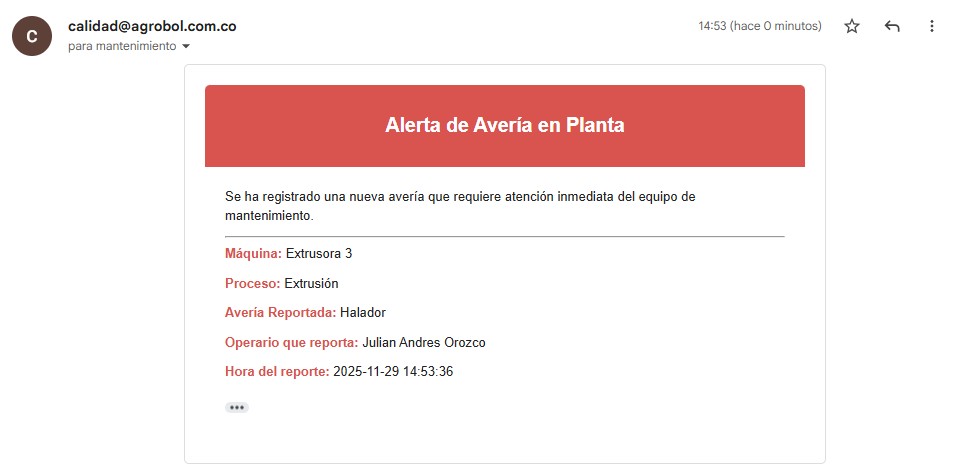 C
calidad@agrobol.com.co
14:53 (hace 0 minutos)
para mantenimiento
Alerta de Avería en Planta
Se ha registrado una nueva avería que requiere atención inmediata del equipo de
mantenimiento.
Máquina: Extrusora 3
Proceso: Extrusión
Avería Reportada: Halador
Operario que reporta: Julian Andres Orozco
Hora del reporte: 2025-11-29 14:53:36